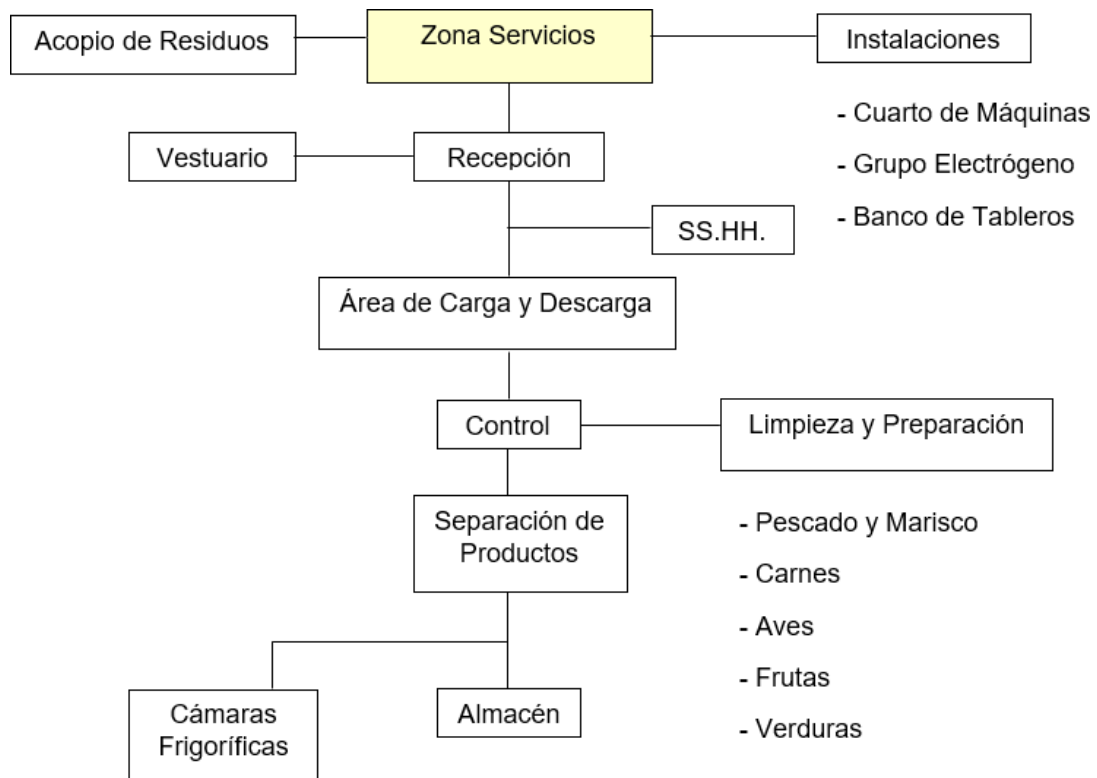 Acopio de Residuos
Zona Servicios
Instalaciones
- Cuarto de Máquinas
- Grupo Electrógeno
- Banco de Tableros
Vestuario
Recepción
SS.HH.
Área de Carga y Descarga
Control
Limpieza y Preparación
- Pescado y Marisco
- Carnes
- Aves
- Frutas
- Verduras
Separación de
Productos
Cámaras
Frigoríficas
Almacén